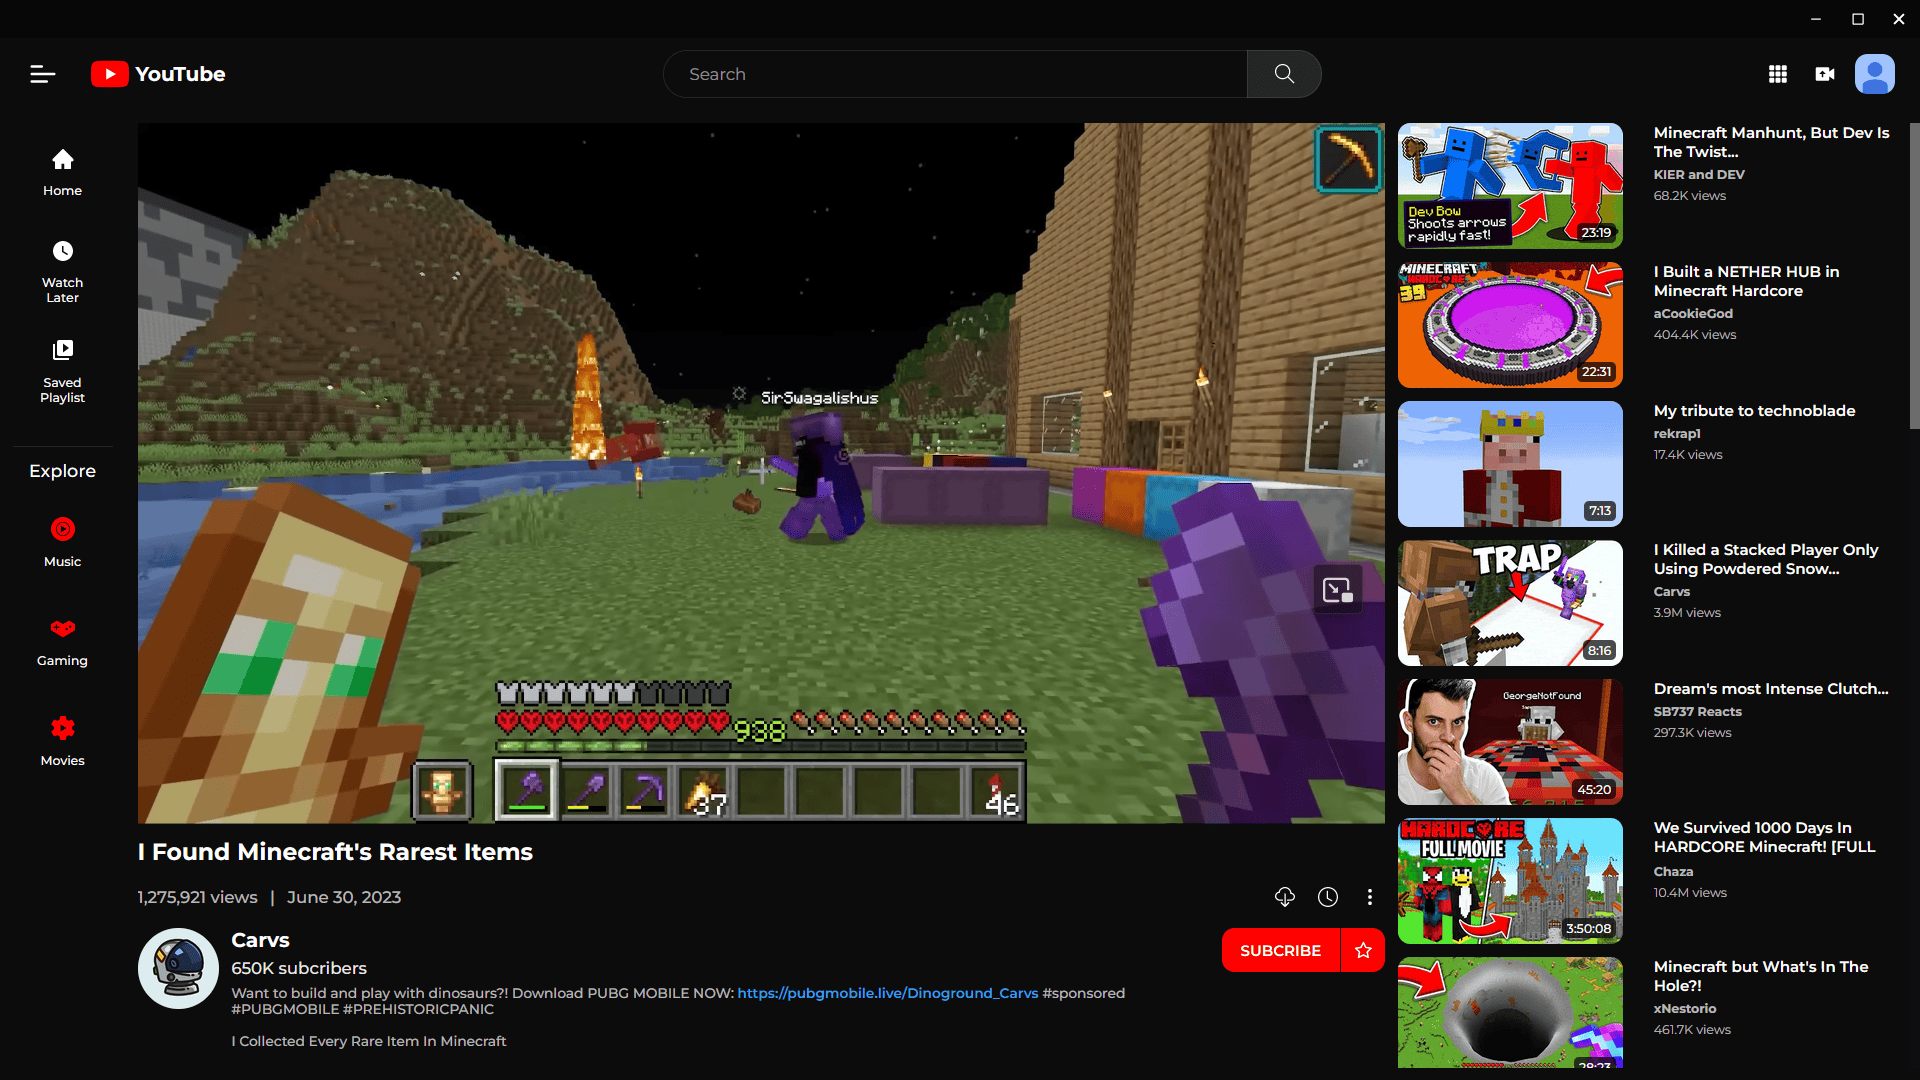 YouTube
Search
Home
Watch
Later
Saved
Playlist
Explore
Music
Gaming
Movies
SirSwagalishus
938
37
46
I Found Minecraft's Rarest Items
1,275,921 views | June 30, 2023
Carvs
650K subcribers
SUBSCRIBE
Want to build and play with dinosaurs?! Download PUBG MOBILE NOW: https://pubgmobile.live/Dinoground_Carvs #sponsored
#PUBGMOBILE #PREHISTORICPANIC
I Collected Every Rare Item In Minecraft
Dev Bow
Shoots arrows
rapidly fast!
23:19
Minecraft Manhunt, But Dev Is
The Twist...
KIER and DEV
68.2K views
MINECRAFT
HARDCORE
39
22:31
I Built a NETHER HUB in
Minecraft Hardcore
aCookieGod
404.4K views
7:13
My tribute to technoblade
rekrap1
17.4K views
TRAP
8:16
I Killed a Stacked Player Only
Using Powdered Snow...
Carvs
3.9M views
GeorgeNotFound
45:20
Dream's most Intense Clutch...
SB737 Reacts
297.3K views
HARDCORE
FULL MOVIE
3:50:08
We Survived 1000 Days In
HARDCORE Minecraft! [FULL
Chaza
10.4M views
28:23
Minecraft but What's In The
Hole?!
xNestorio
461.7K views